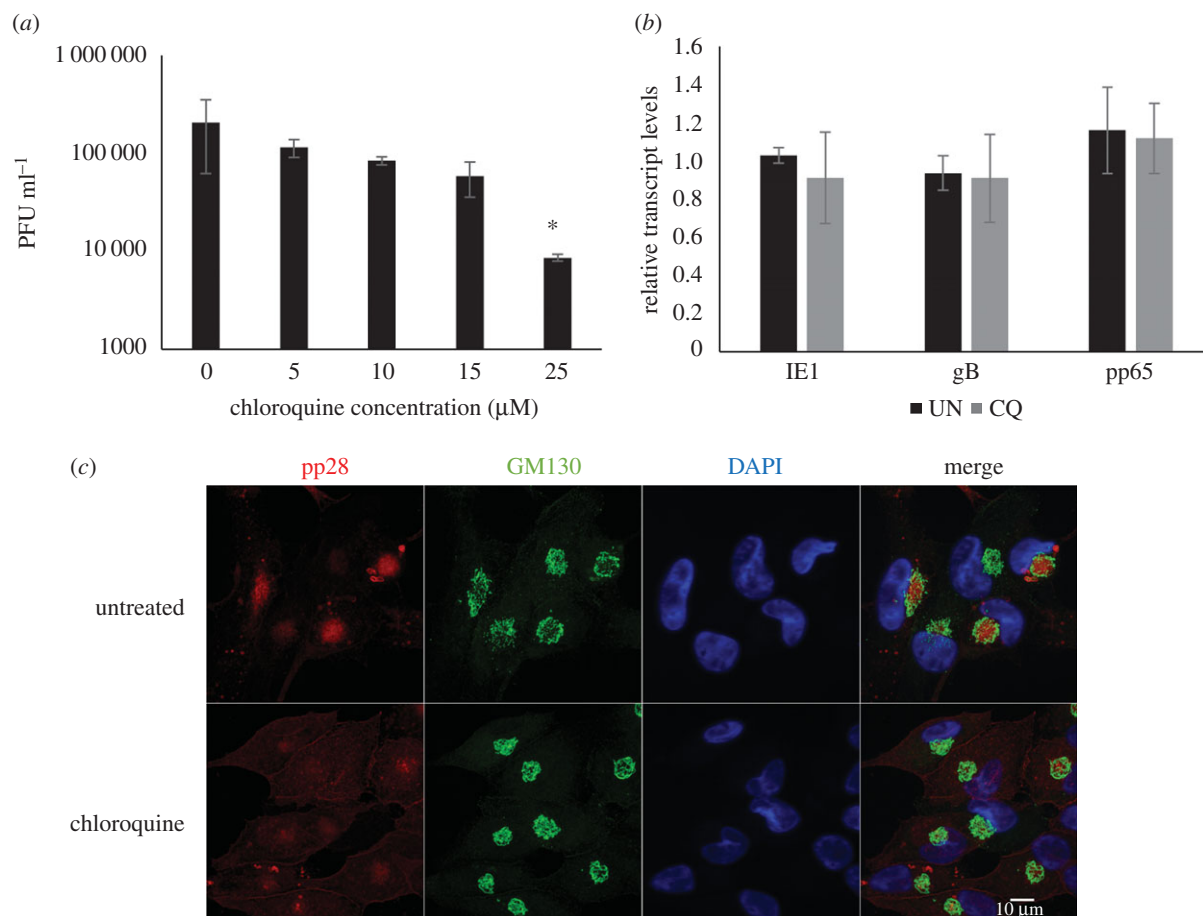 (a)
1 000 000
100 000
10 000
1000
PFU ml⁻¹
*
0 5 10 15 25
chloroquine concentration (µM)
(b)
1.6
1.4
1.2
1.0
0.8
0.6
0.4
0.2
0
relative transcript levels
IE1 gB pp65
UN CQ
(c)
pp28 GM130 DAPI merge
untreated
chloroquine
10 µm